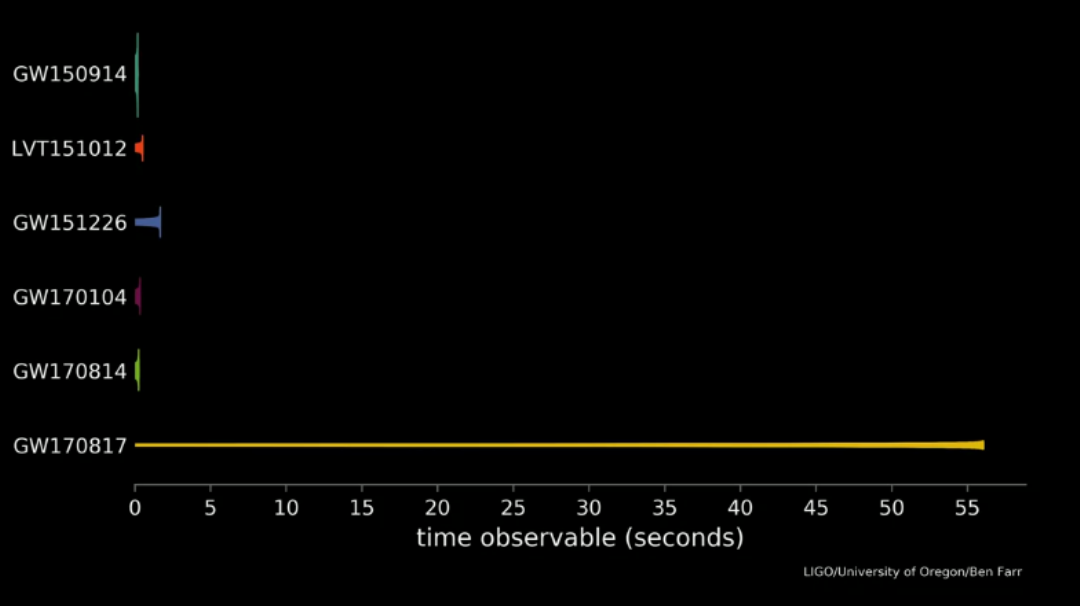 GW150914
LVT151012
GW151226
GW170104
GW170814
GW170817
0 5 10 15 20 25 30 35 40 45 50 55
time observable (seconds)
LIGO/University of Oregon/Ben Farr